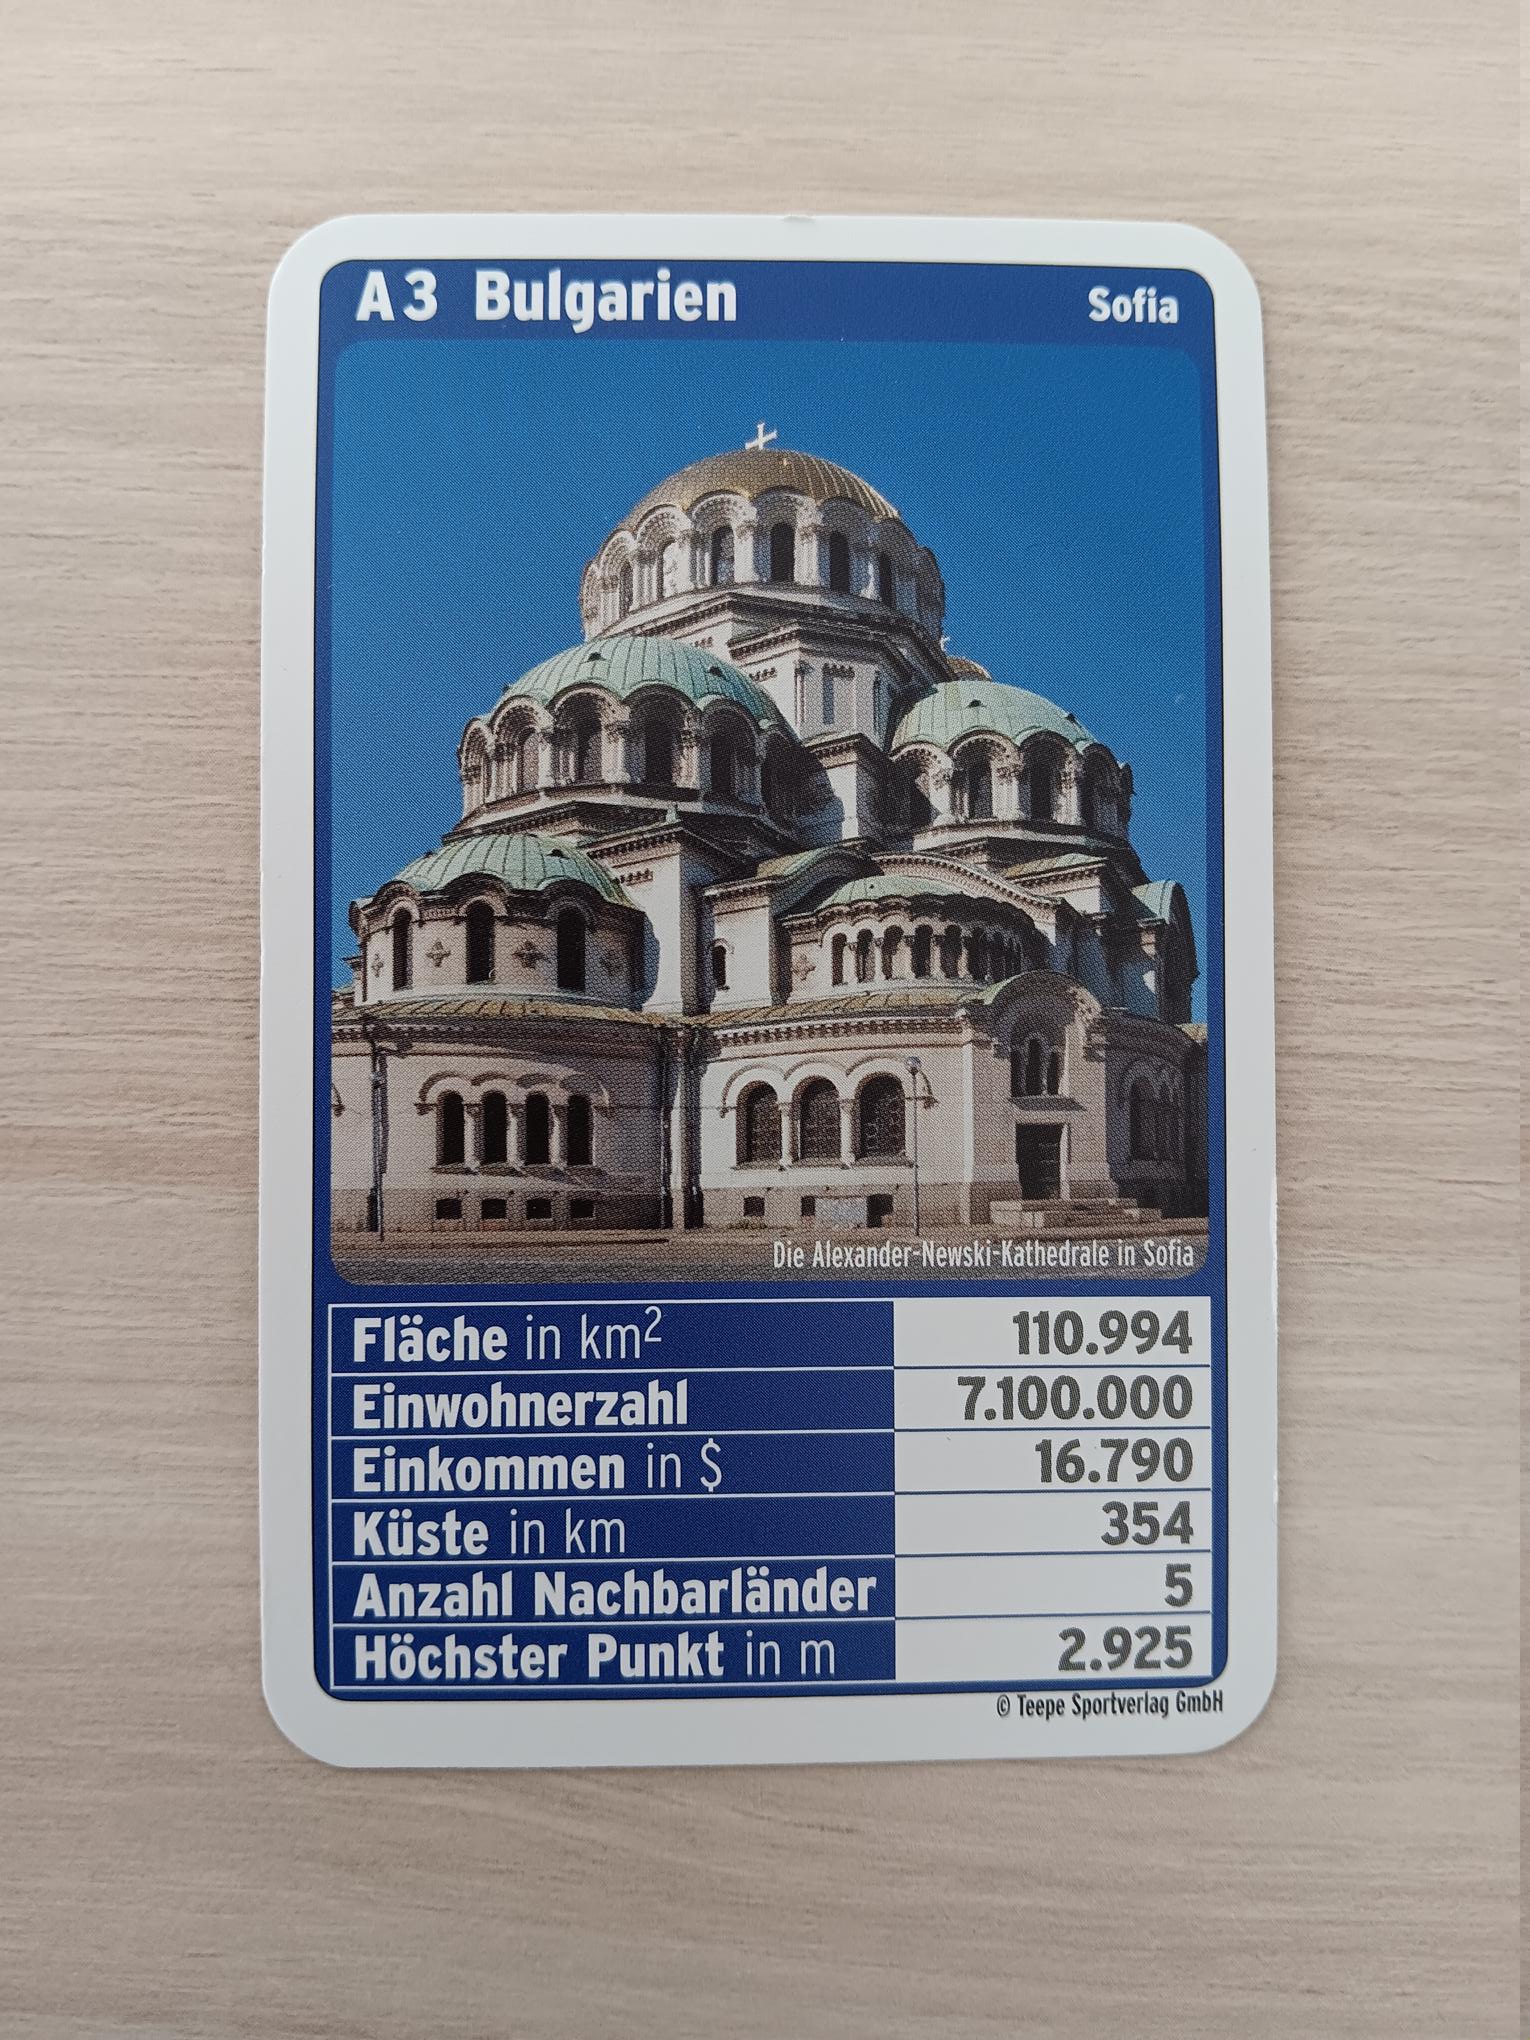 A3 Bulgarien Sofia
Die Alexander-Newski-Kathedrale in Sofia
Fläche in km² 110.994
Einwohnerzahl 7.100.000
Einkommen in $ 16.790
Küste in km 354
Anzahl Nachbarländer 5
Höchster Punkt in m 2.925
© Teepe Sportverlag GmbH